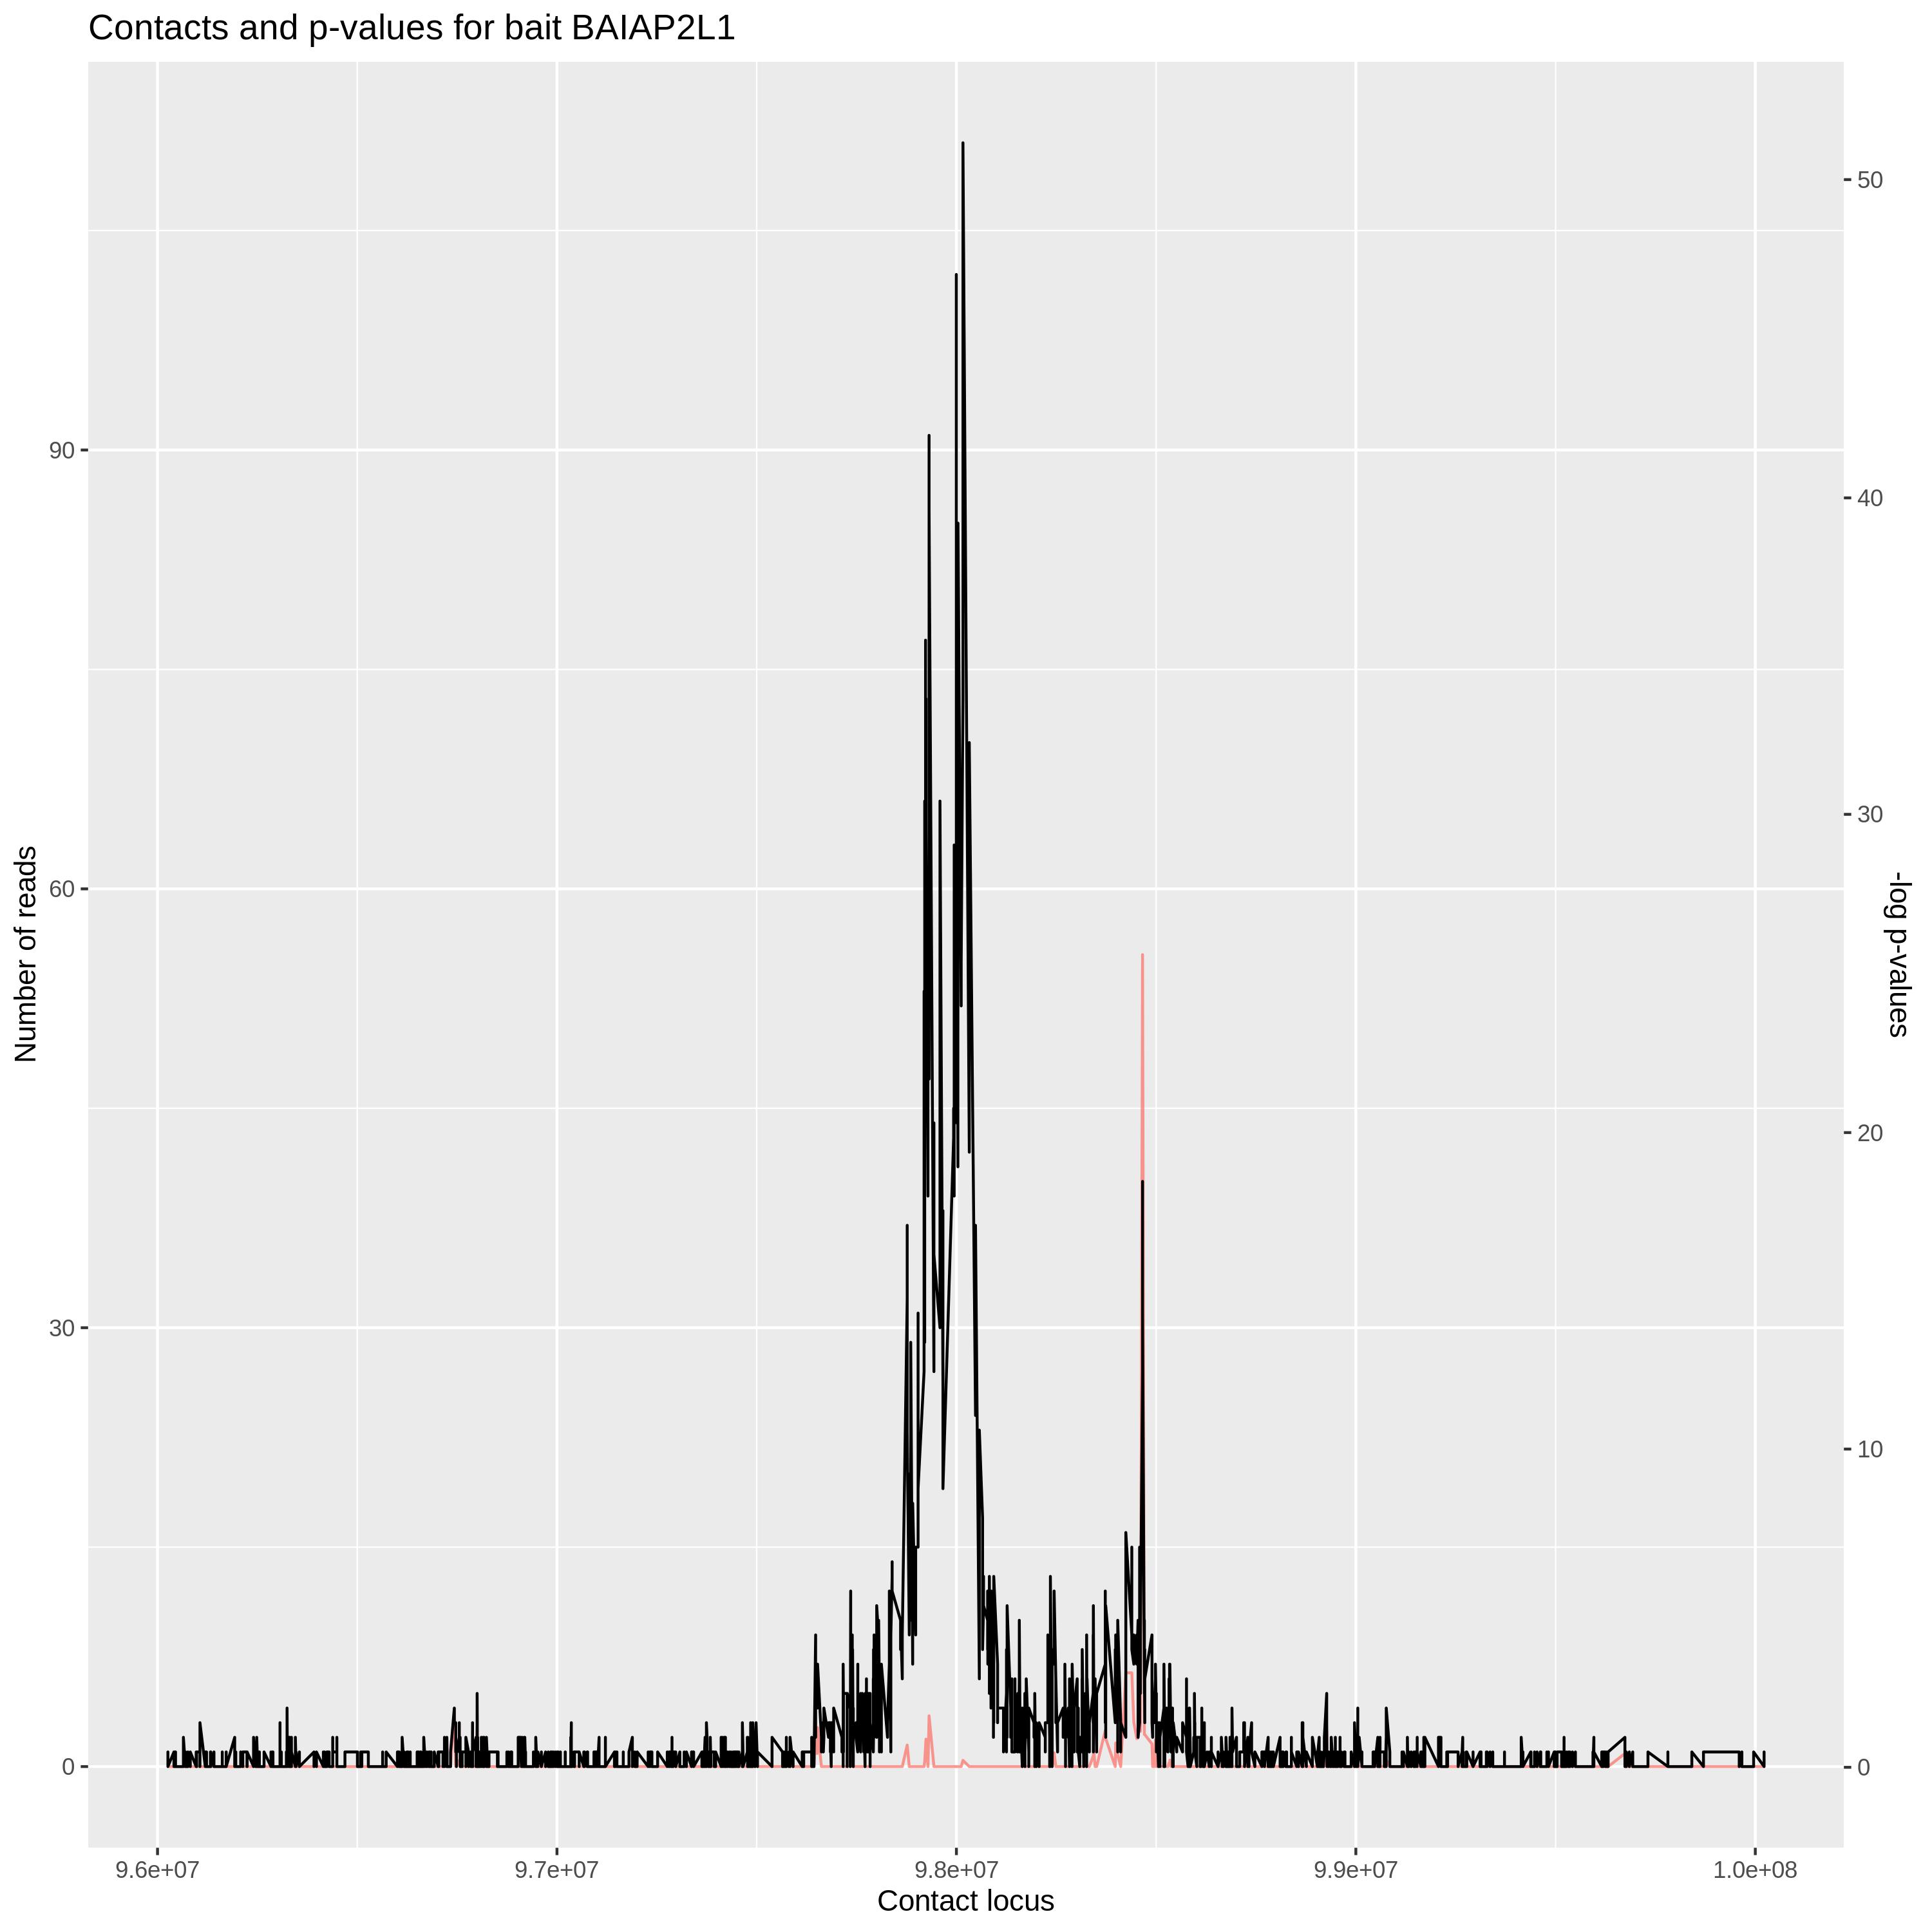 Contacts and p-values for bait BAIAP2L1
50
40
30
20
10
0
-log p-values
90
60
30
0
Number of reads
9.6e+07
9.7e+07
9.8e+07
9.9e+07
1.0e+08
Contact locus